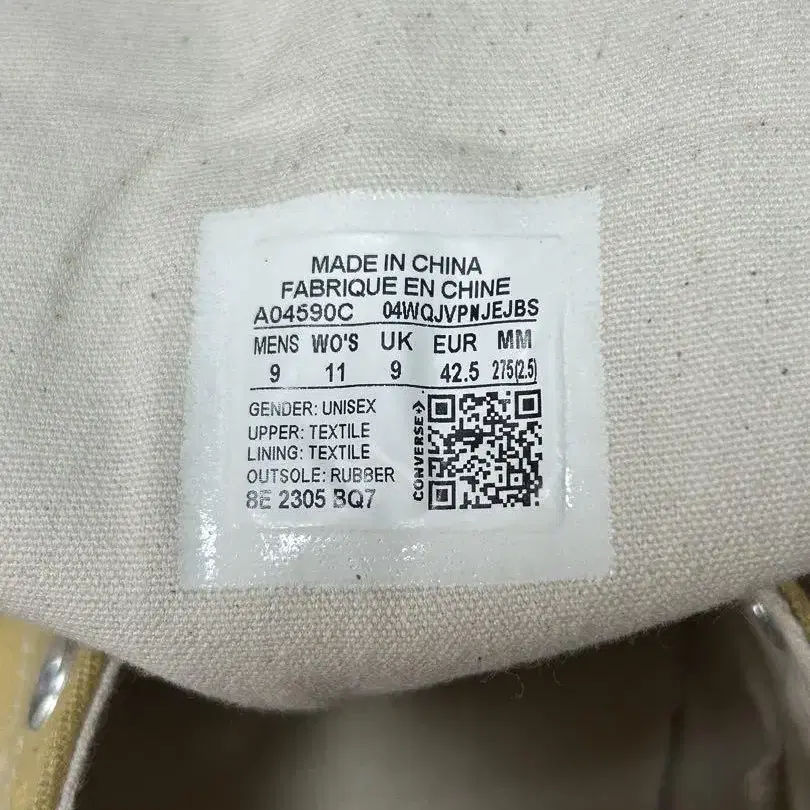 MADE IN CHINA
FABRIQUE EN CHINE
A04590C 04WQJVPNJEJBS
MENS WO'S UK EUR MM
9 11 9 42.5 275(2.5)
GENDER: UNISEX
UPPER: TEXTILE
LINING: TEXTILE
OUTSOLE: RUBBER
8E 2305 BQ7
CONVERSE